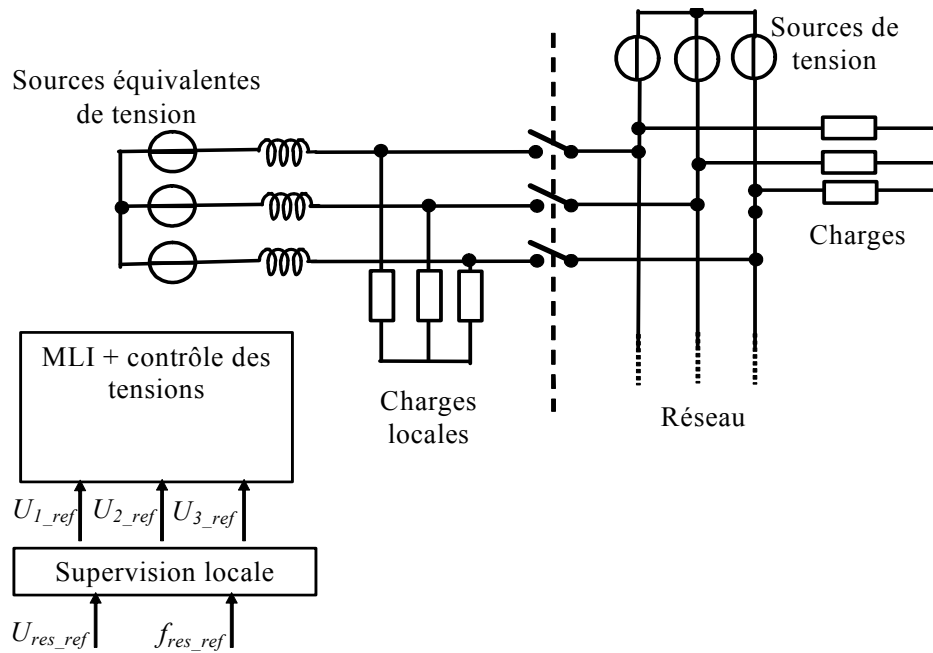 Sources de
tension
Sources équivalentes
de tension
Charges
MLI + contrôle des
tensions
Charges
locales
Réseau
U1_ref U2_ref U3_ref
Supervision locale
Ures_ref fres_ref